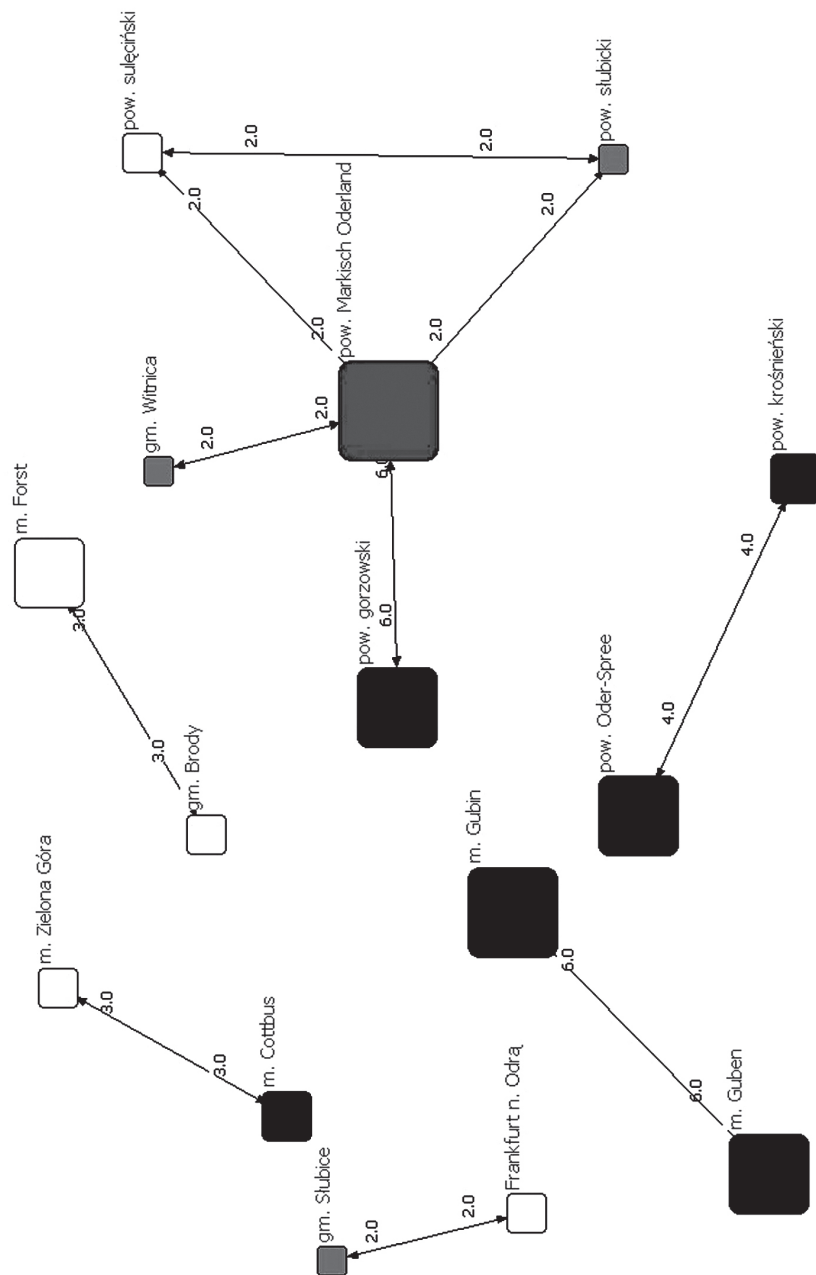 m. Forst
m. Zielona Góra
3.0
3.0
pow. sulęciński
gm. Witnica
3.0
gm. Brody
2.0
2.0
3.0
2.0
m. Cottbus
2.0
2.0
gm. Słubice
pow. Markisch Oderland
pow. gorzowski
2.0
6.0
6.0
2.0
2.0
m. Gubin
2.0
Frankfurt n. Odrą
2.0
6.0
pow. Oder-Spree
pow. słubicki
4.0
6.0
m. Guben
4.0
pow. krośnieński